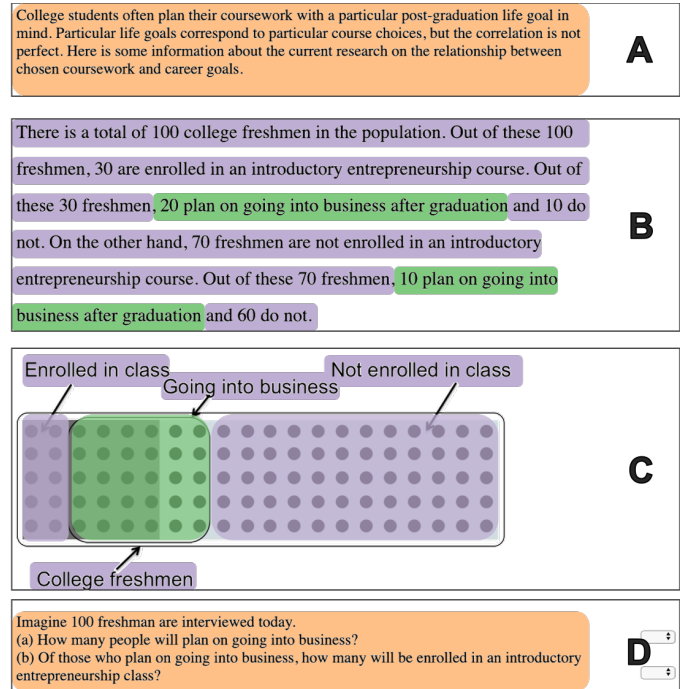 College students often plan their coursework with a particular post-graduation life goal in
mind. Particular life goals correspond to particular course choices, but the correlation is not
perfect. Here is some information about the current research on the relationship between
chosen coursework and career goals.
A
There is a total of 100 college freshmen in the population. Out of these 100
freshmen, 30 are enrolled in an introductory entrepreneurship course. Out of
these 30 freshmen, 20 plan on going into business after graduation and 10 do
not. On the other hand, 70 freshmen are not enrolled in an introductory
entrepreneurship course. Out of these 70 freshmen, 10 plan on going into
business after graduation and 60 do not.
B
Enrolled in class
Going into business
Not enrolled in class
College freshmen
C
Imagine 100 freshman are interviewed today.
(a) How many people will plan on going into business?
(b) Of those who plan on going into business, how many will be enrolled in an introductory
entrepreneurship class?
D